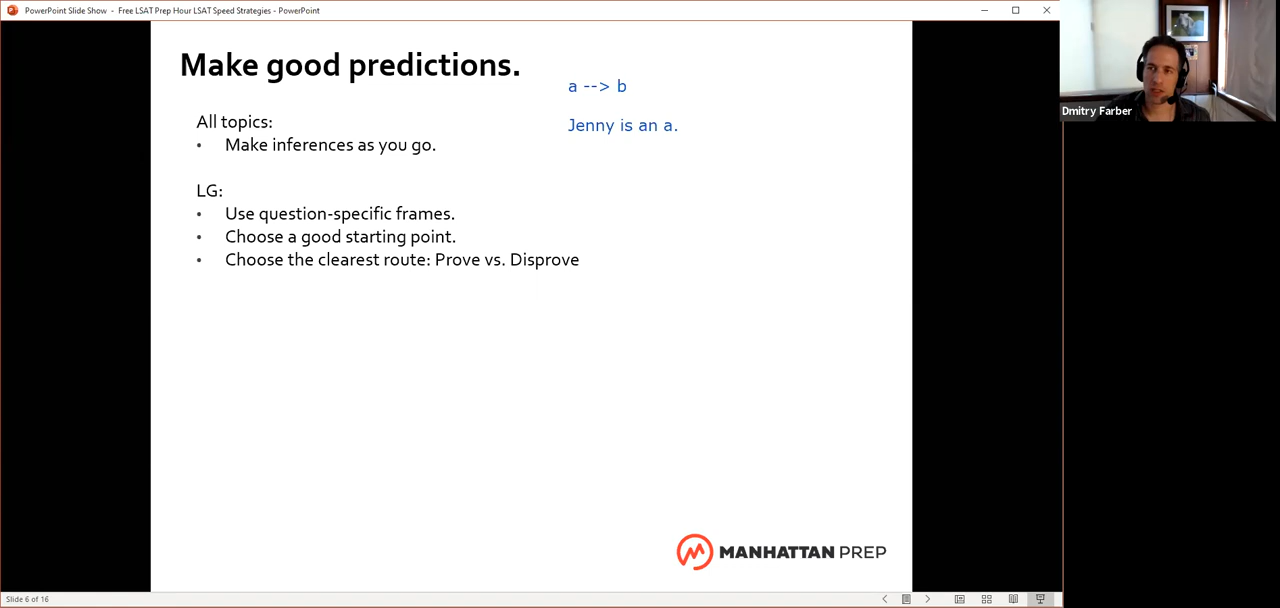 PowerPoint Slide Show - Free LSAT Prep Hour LSAT Speed Strategies - PowerPoint
Make good predictions.
a --> b
Dmitry Farber
All topics:
Jenny is an a.
• Make inferences as you go.
LG:
• Use question-specific frames.
• Choose a good starting point.
• Choose the clearest route: Prove vs. Disprove
MANHATTAN PREP
Slide 6 of 16